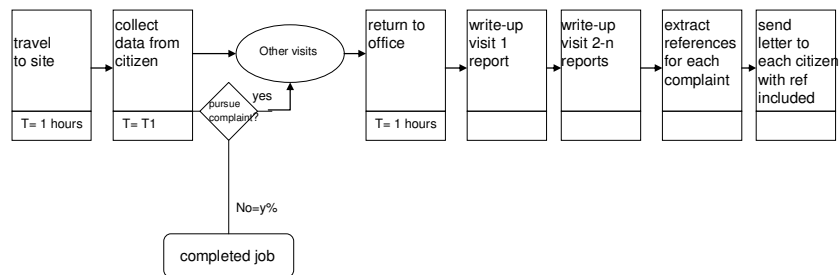 travel
to site
T= 1 hours
collect
data from
citizen
T= T1
Other visits
pursue
complaint?
yes
No=y%
completed job
return to
office
T= 1 hours
write-up
visit 1
report
write-up
visit 2-n
reports
extract
references
for each
complaint
send
letter to
each citizen
with ref
included